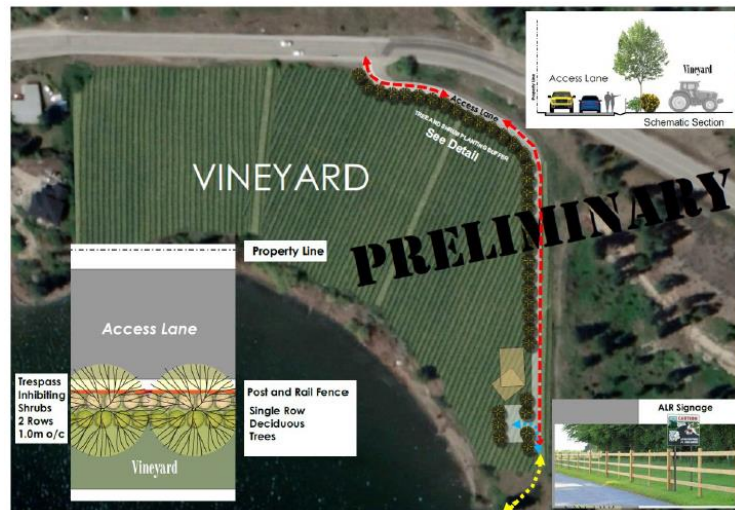 Property Line
Access Lane
Vineyard
Schematic Section
Access Lane
TREE AND SHRUB PLANTING BUFFER
See Detail
VINEYARD
PRELIMINARY
Property Line
Access Lane
Trespass
Inhibiting
Shrubs
2 Rows
1.0m o/c
Post and Rail Fence
Single Row
Deciduous
Trees
Vineyard
ALR Signage